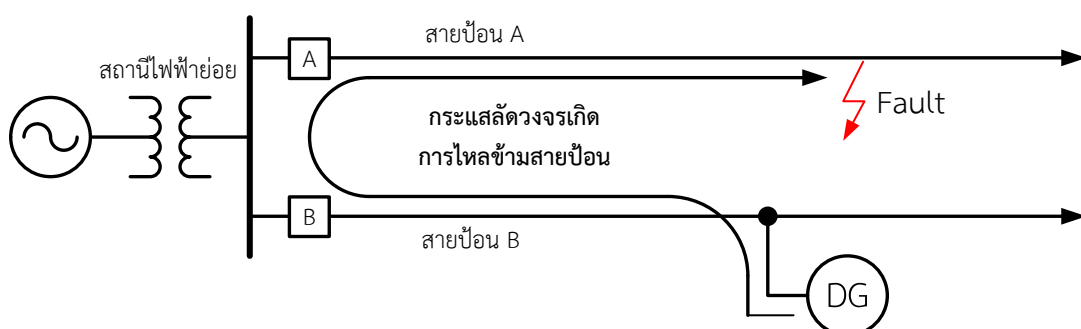 สายป้อน A
A
สถานีไฟฟ้าย่อย
กระแสลัดวงจรเกิด
การไหลข้ามสายป้อน
Fault
B
สายป้อน B
DG